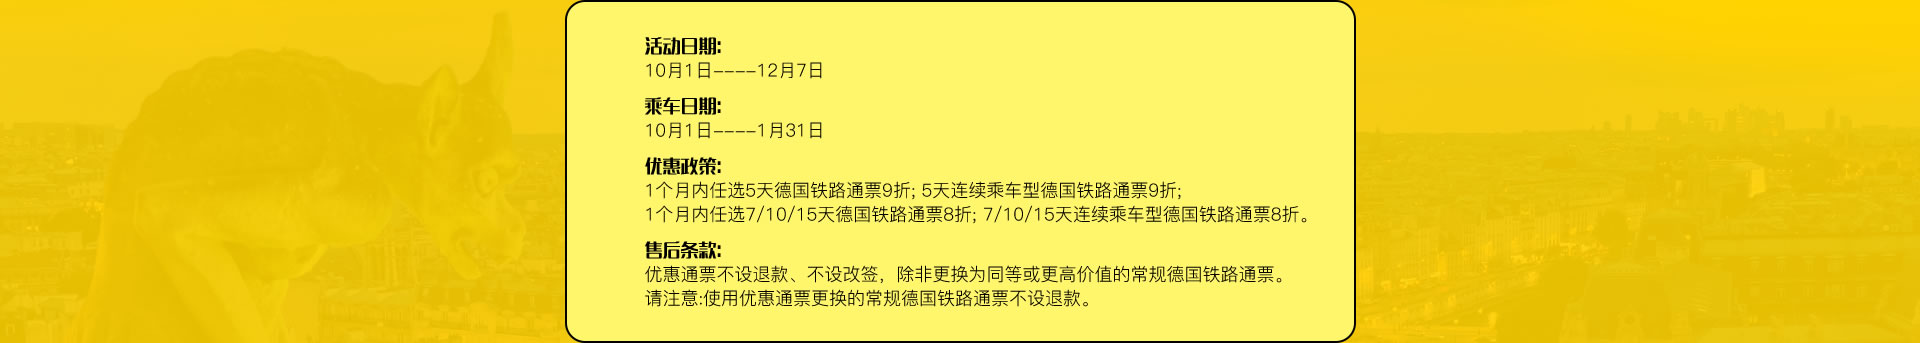 活动日期:
10月1日----12月7日
乘车日期:
10月1日----1月31日
优惠政策:
1个月内任选5天德国铁路通票9折; 5天连续乘车型德国铁路通票9折;
1个月内任选7/10/15天德国铁路通票8折; 7/10/15天连续乘车型德国铁路通票8折。
售后条款:
优惠通票不设退款、不设改签，除非更换为同等或更高价值的常规德国铁路通票。
请注意:使用优惠通票更换的常规德国铁路通票不设退款。